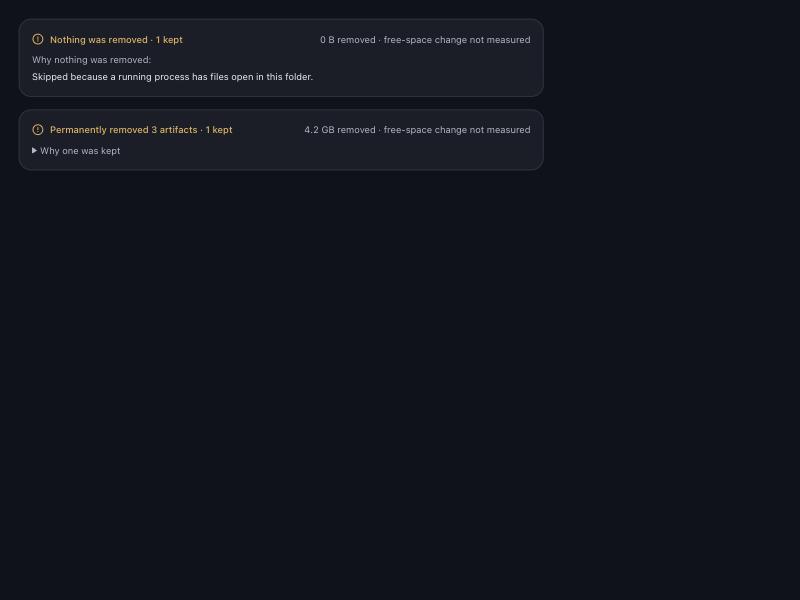 Nothing was removed · 1 kept 0 B removed · free-space change not measured
Why nothing was removed:
Skipped because a running process has files open in this folder.
Permanently removed 3 artifacts · 1 kept 4.2 GB removed · free-space change not measured
Why one was kept